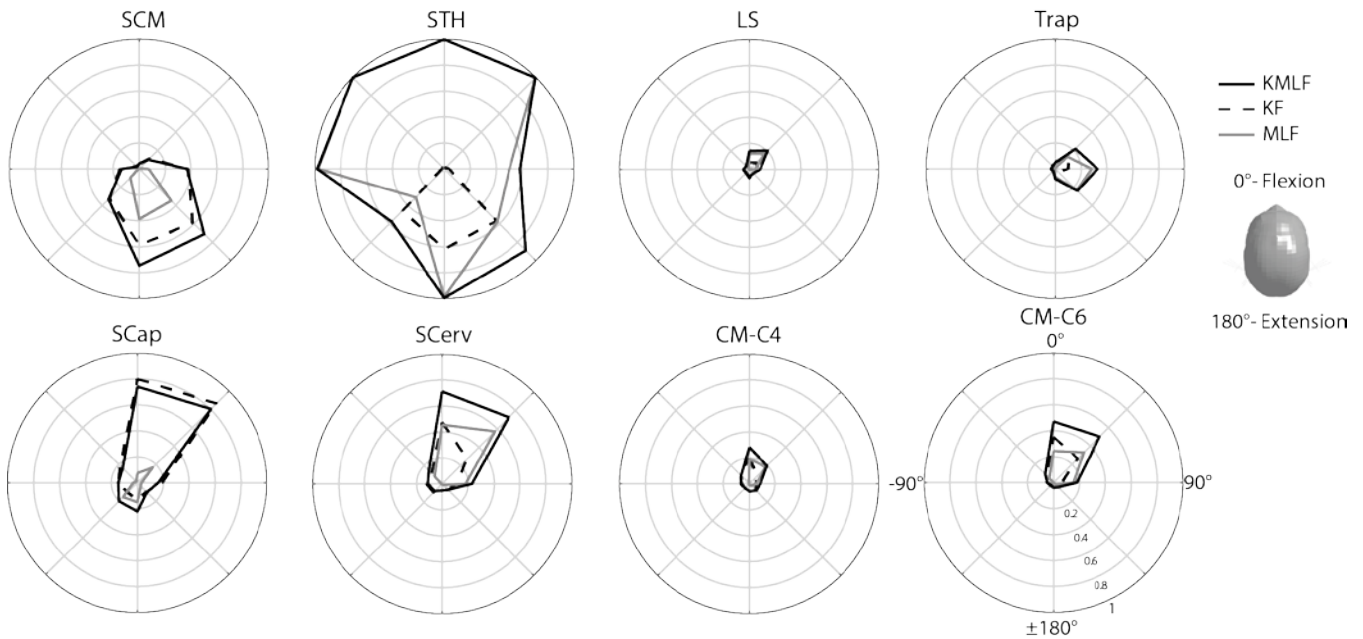 SCM
STH
LS
Trap
KMLF
KF
MLF
0°- Flexion
180°- Extension
SCap
SCerv
CM-C4
CM-C6
0°
-90°
90°
0.2
0.4
0.6
0.8
1
±180°